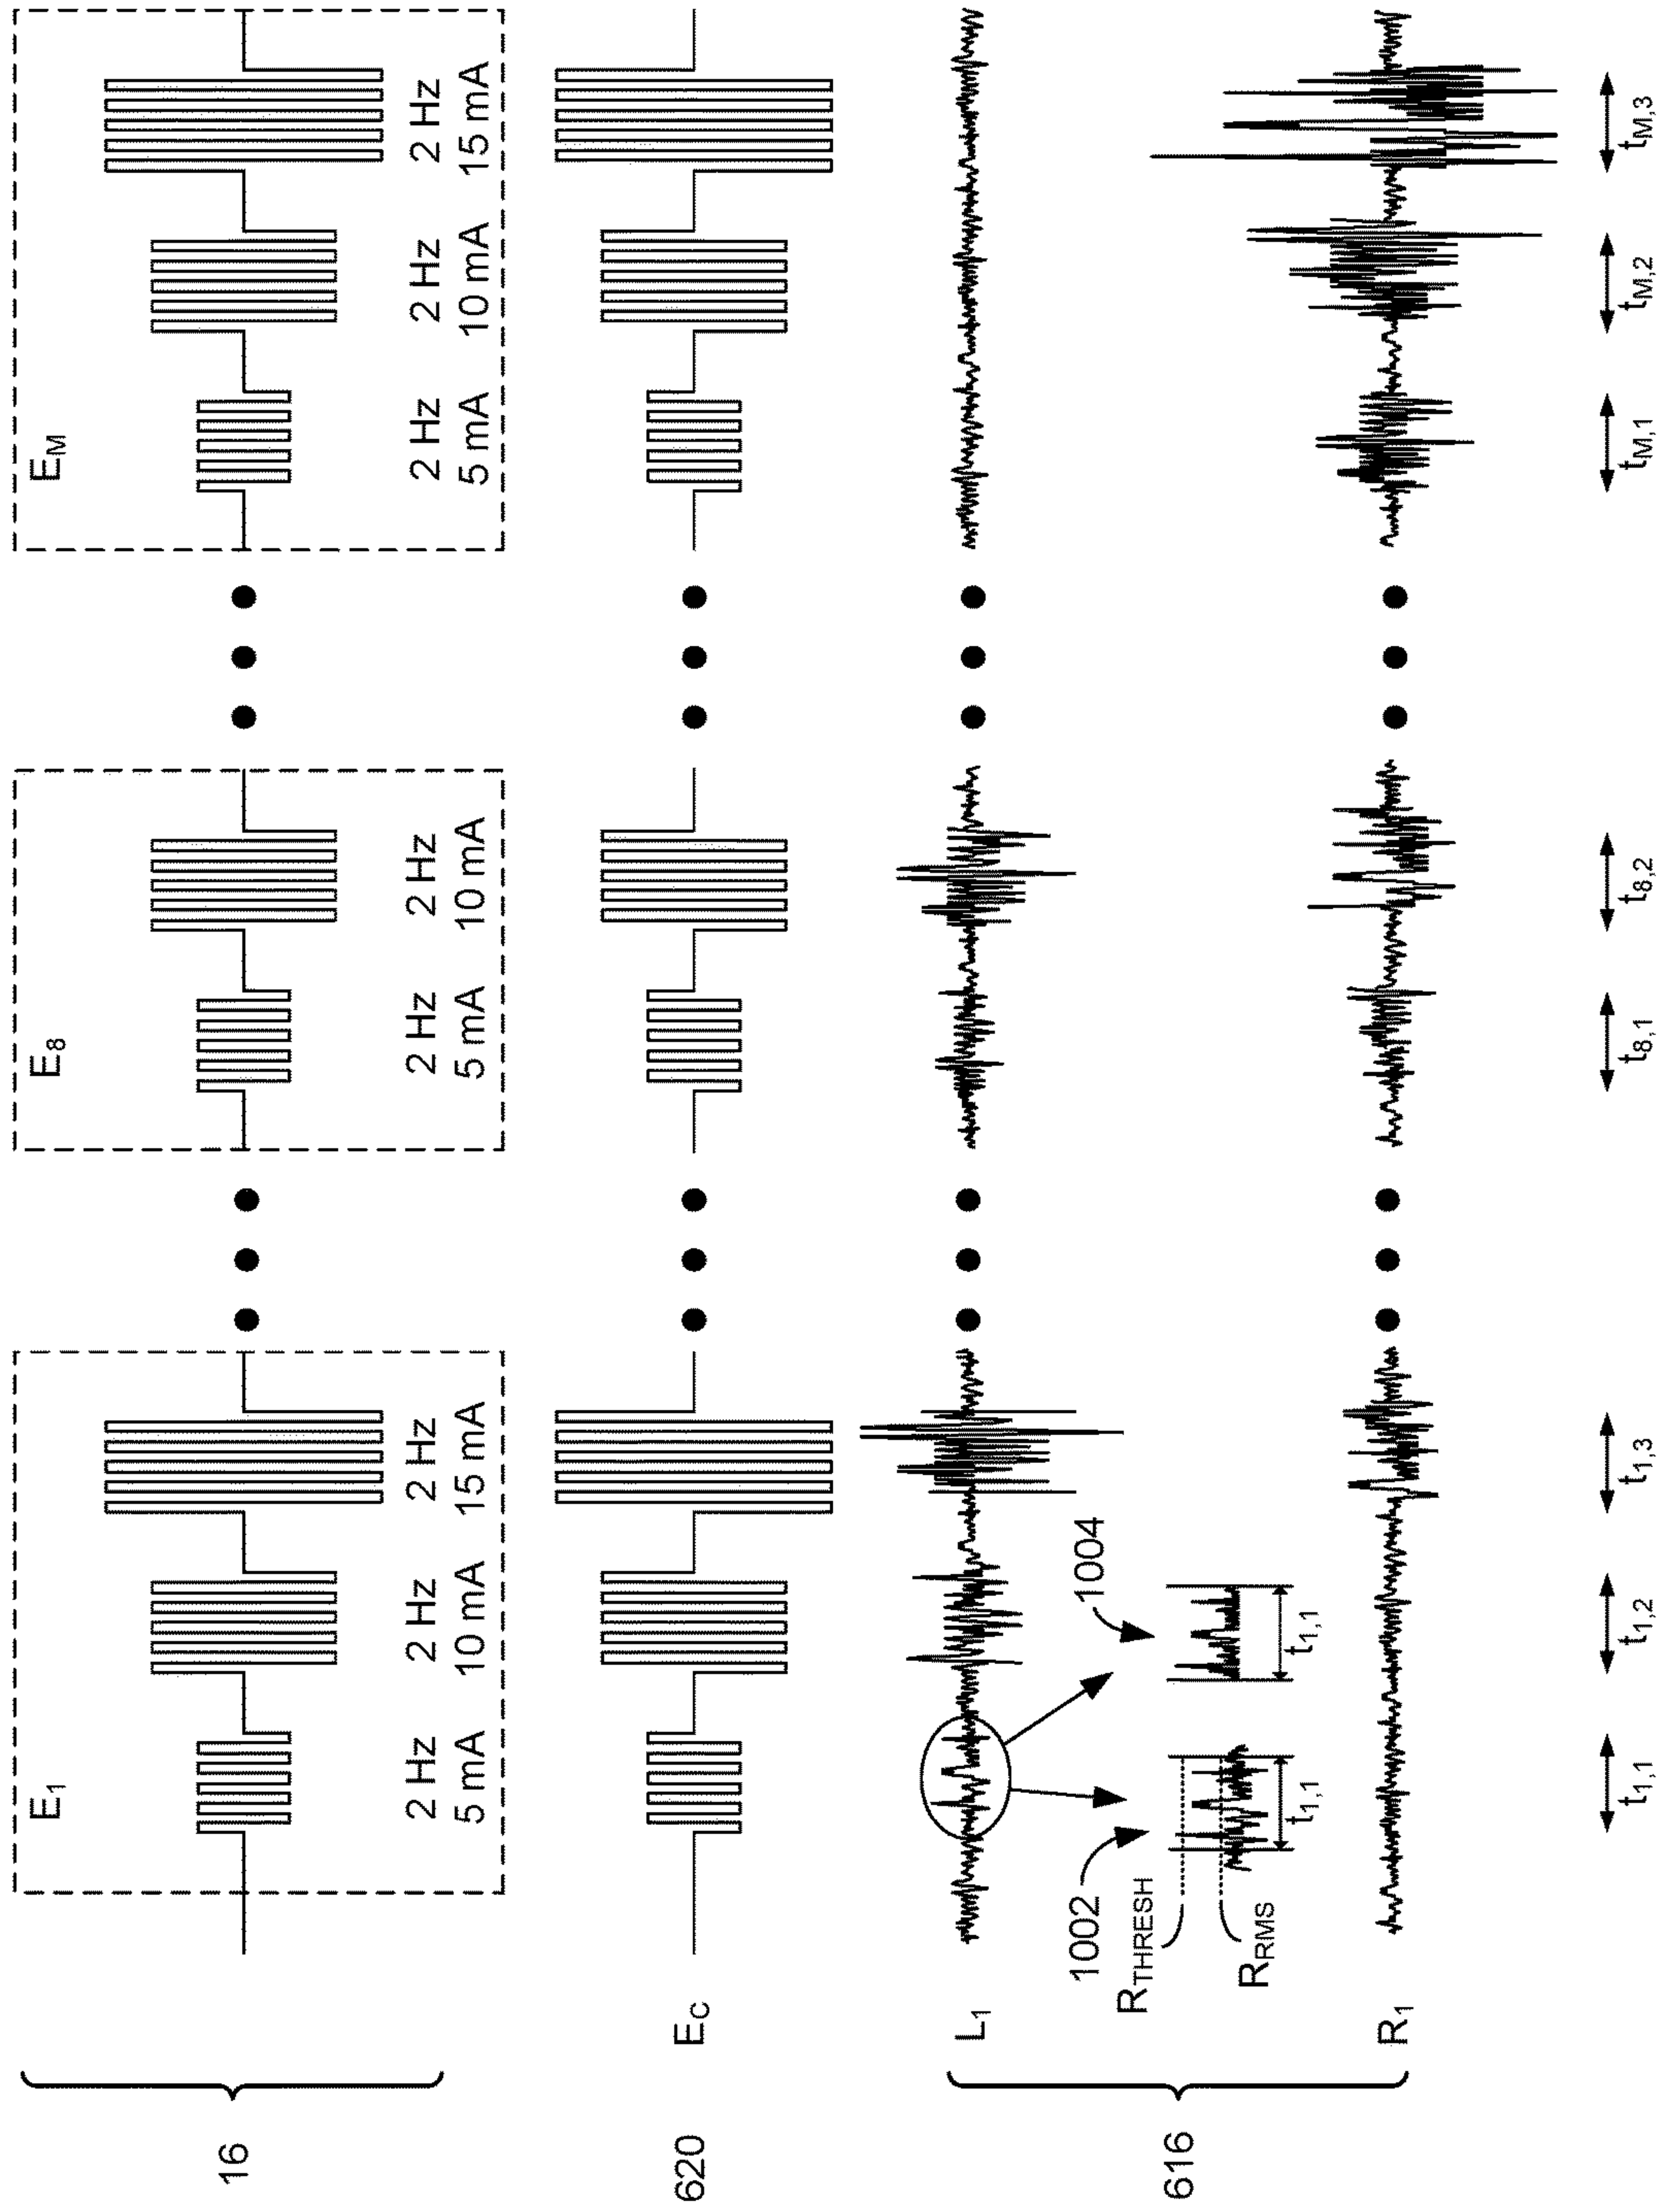 16
E1
E8
EM
2 Hz 2 Hz 2 Hz
5 mA 10 mA 15 mA
2 Hz 2 Hz
5 mA 10 mA
2 Hz 2 Hz 2 Hz
5 mA 10 mA 15 mA
620
EC
616
L1
1002
1004
RTHRESH
RRMS
t1,1
t1,1
R1
t1,1 t1,2 t1,3 t8,1 t8,2 tM,1 tM,2 tM,3